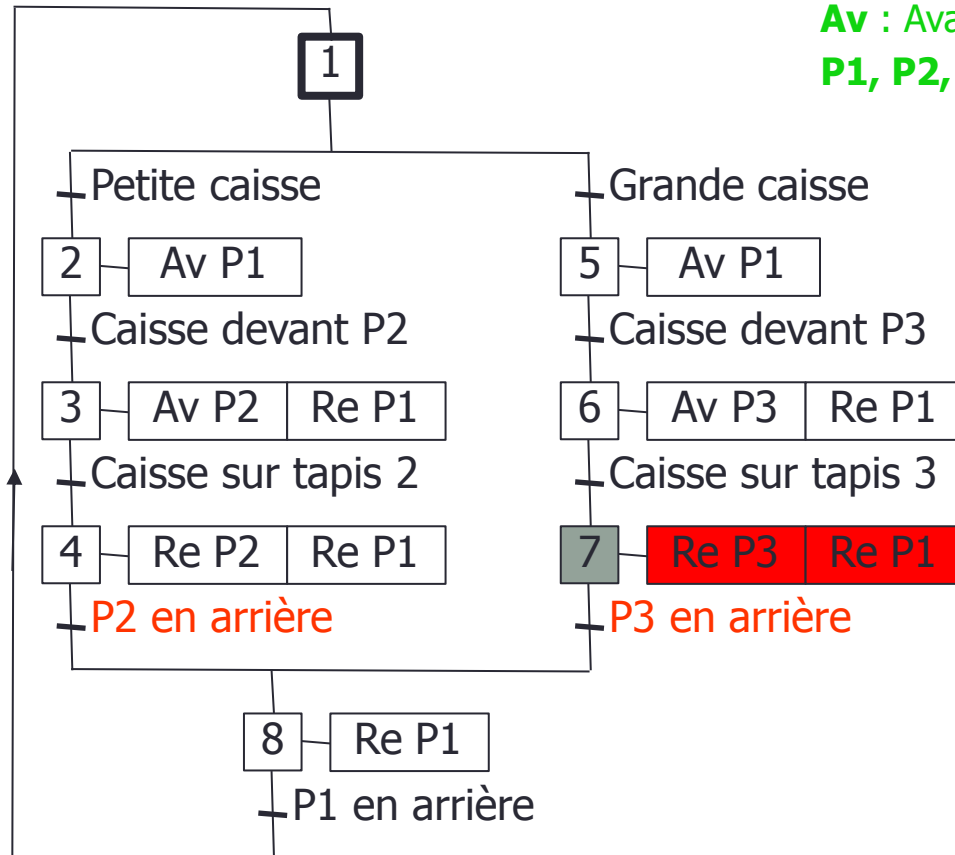 Av : Ava
P1, P2,
1
Petite caisse
Grande caisse
2 Av P1
5 Av P1
Caisse devant P2
Caisse devant P3
3 Av P2 Re P1
6 Av P3 Re P1
Caisse sur tapis 2
Caisse sur tapis 3
4 Re P2 Re P1
7 Re P3 Re P1
P2 en arrière
P3 en arrière
8 Re P1
P1 en arrière